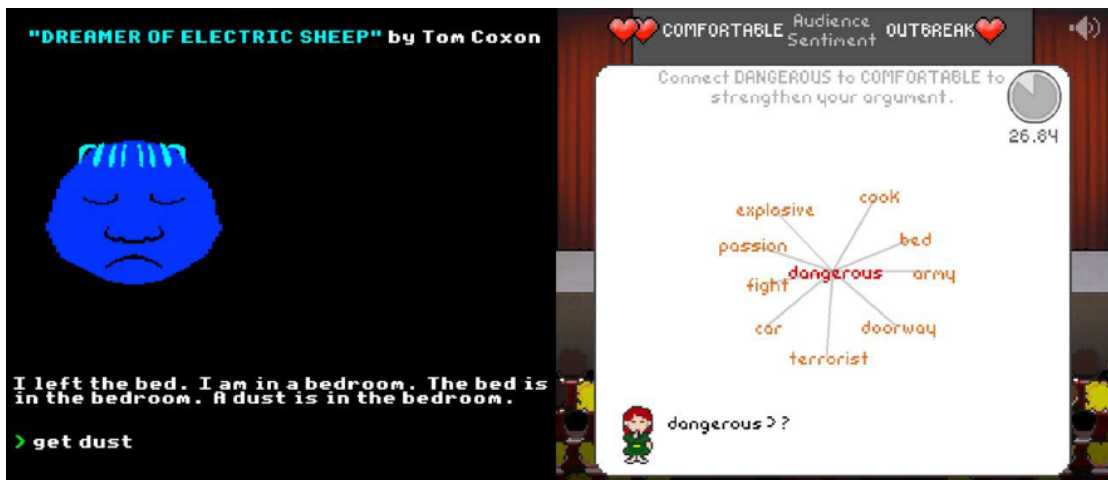 "DREAMER OF ELECTRIC SHEEP" by Tom Coxon
I left the bed. I am in a bedroom. The bed is
in the bedroom. A dust is in the bedroom.
> get dust
COMFORTABLE Audience Sentiment OUTBREAK
Connect DANGEROUS to COMFORTABLE to
strengthen your argument.
26.84
cook
explosive
bed
passion
dangerous
army
fight
car
doorway
terrorist
dangerous > ?